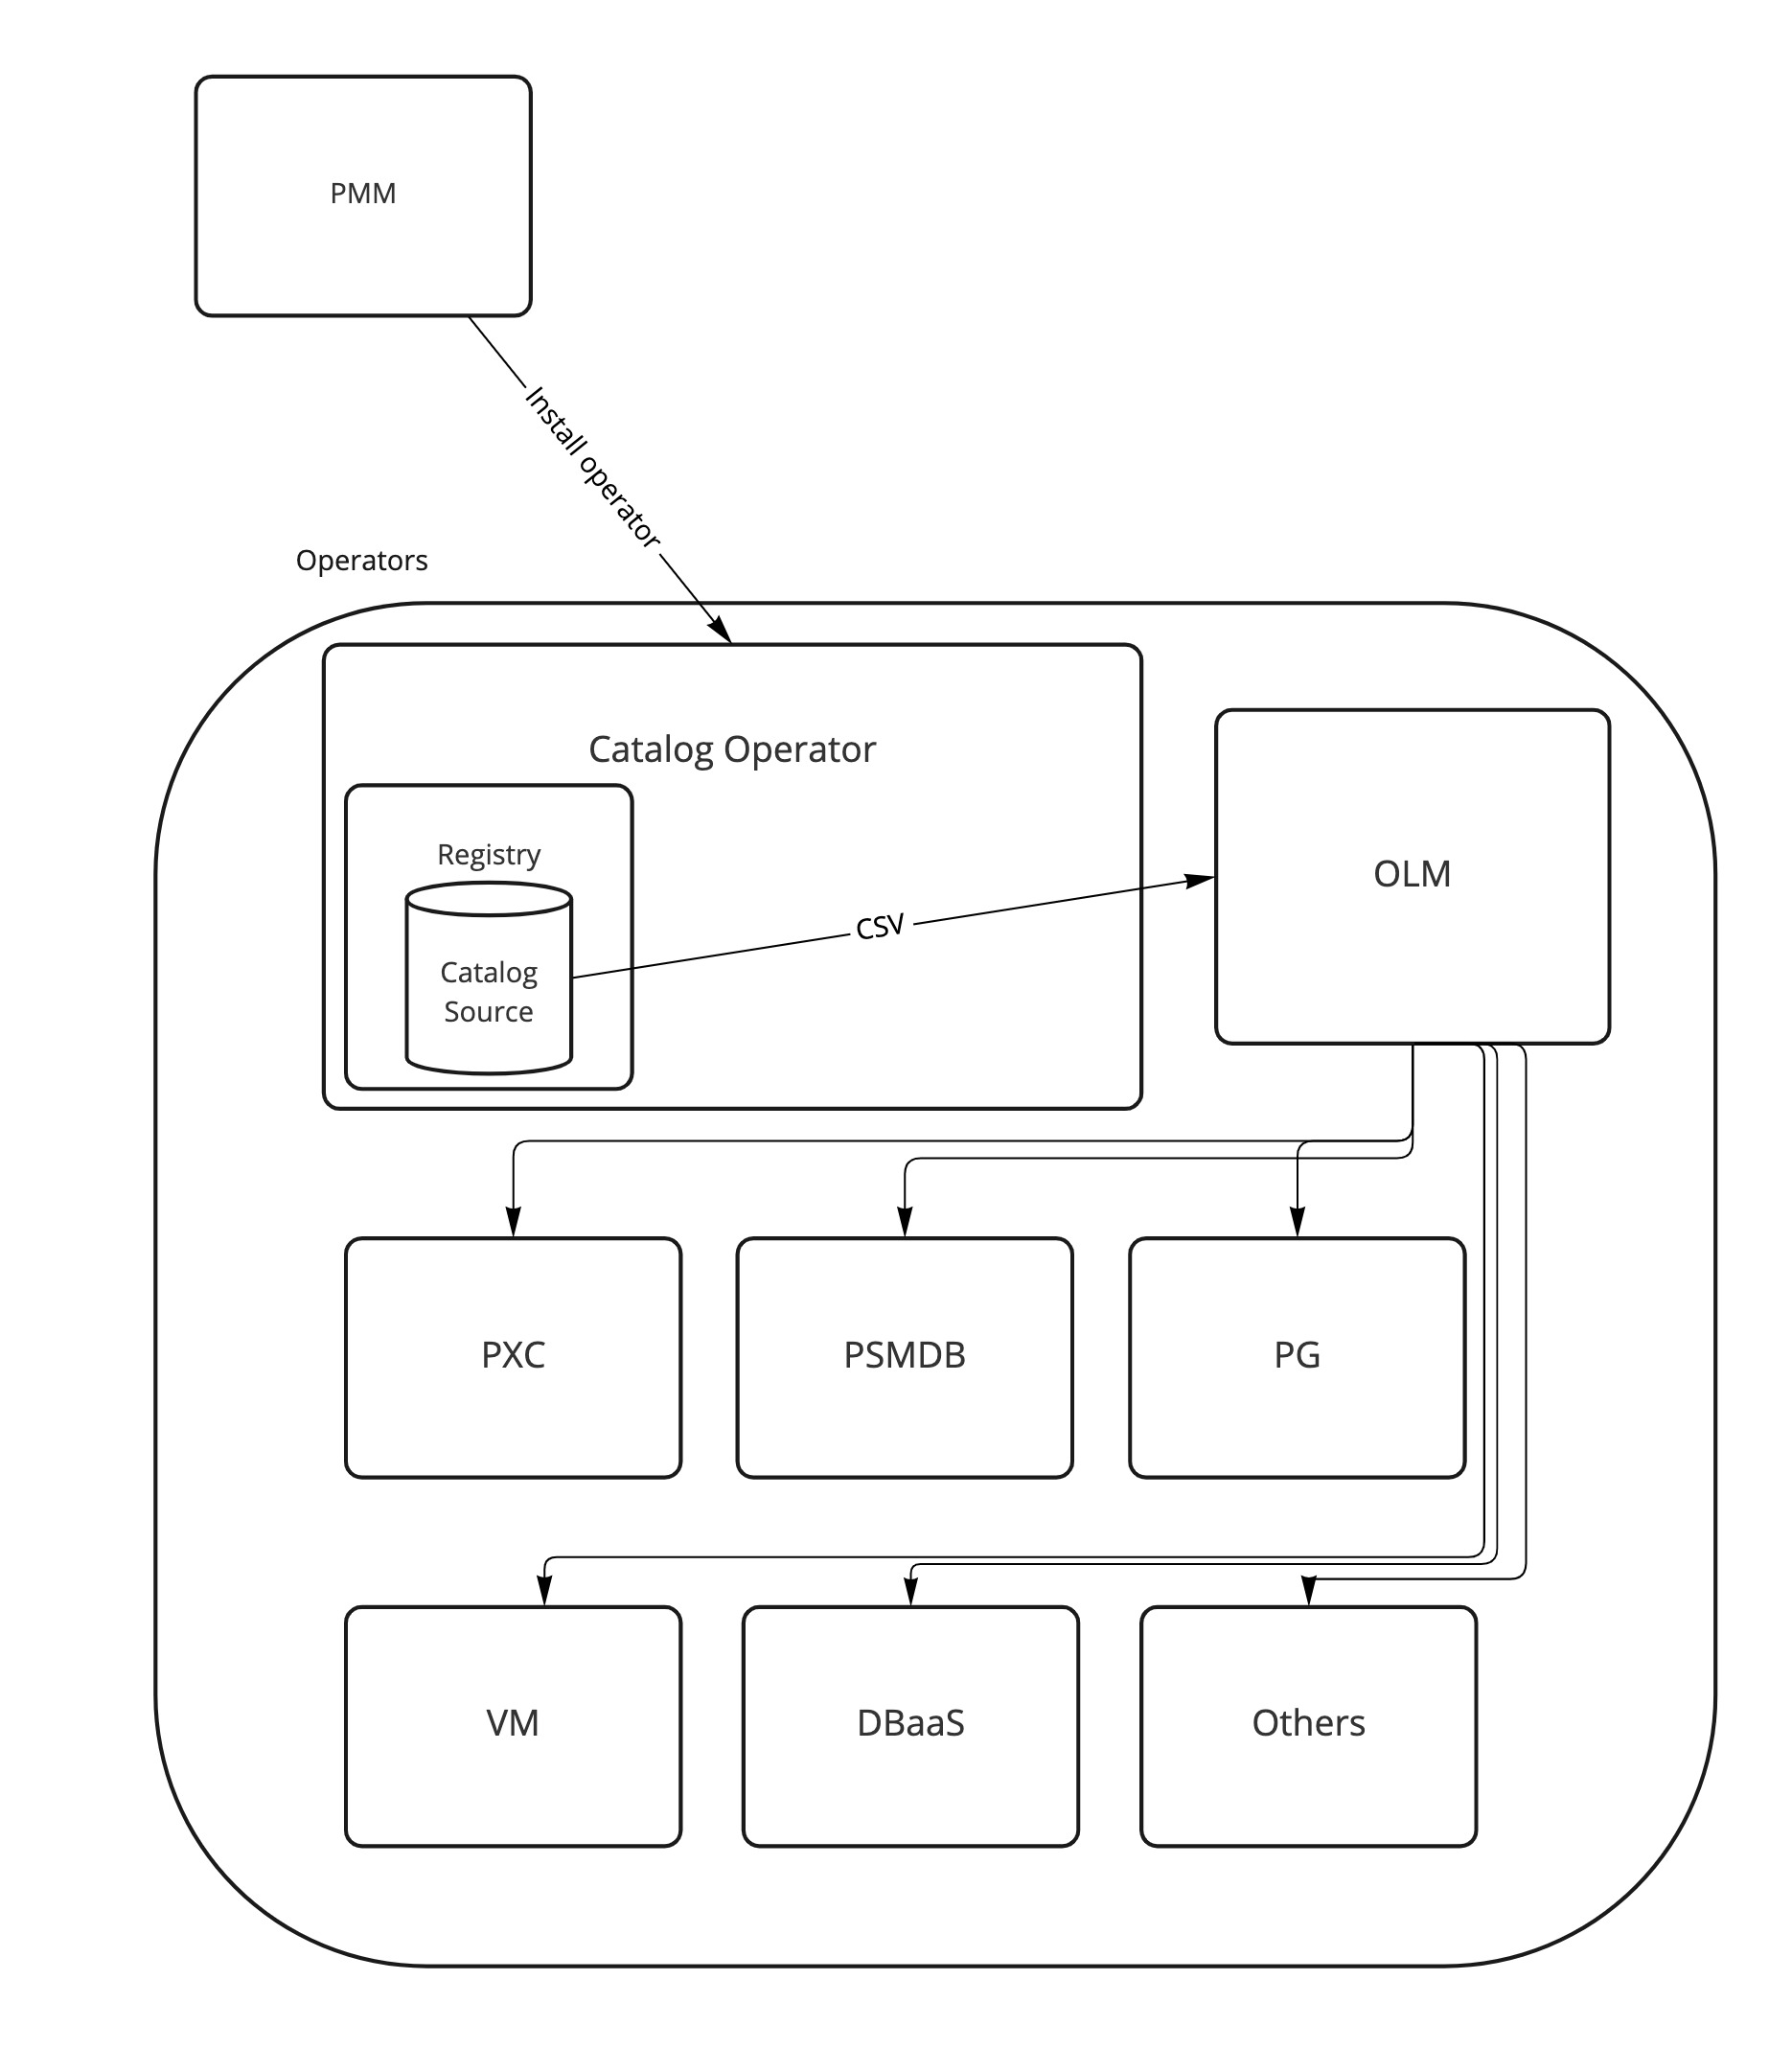 PMM
Install operator
Operators
Catalog Operator
Registry
Catalog
Source
CSV
OLM
PXC
PSMDB
PG
VM
DBaaS
Others